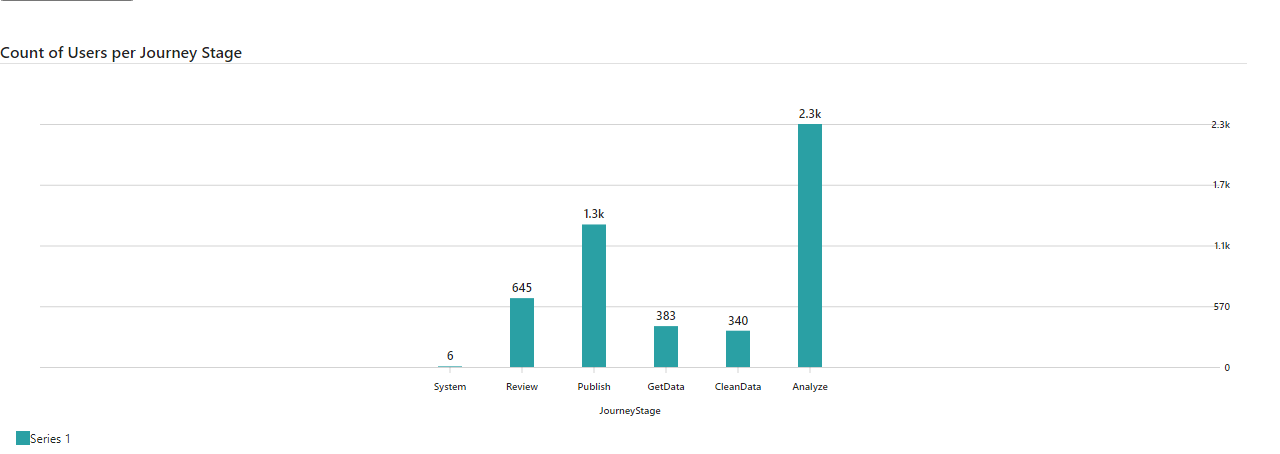 Count of Users per Journey Stage
2.3k
2.3k
1.7k
1.3k
1.1k
645
570
383
340
6
0
System Review Publish GetData CleanData Analyze
JourneyStage
Series 1